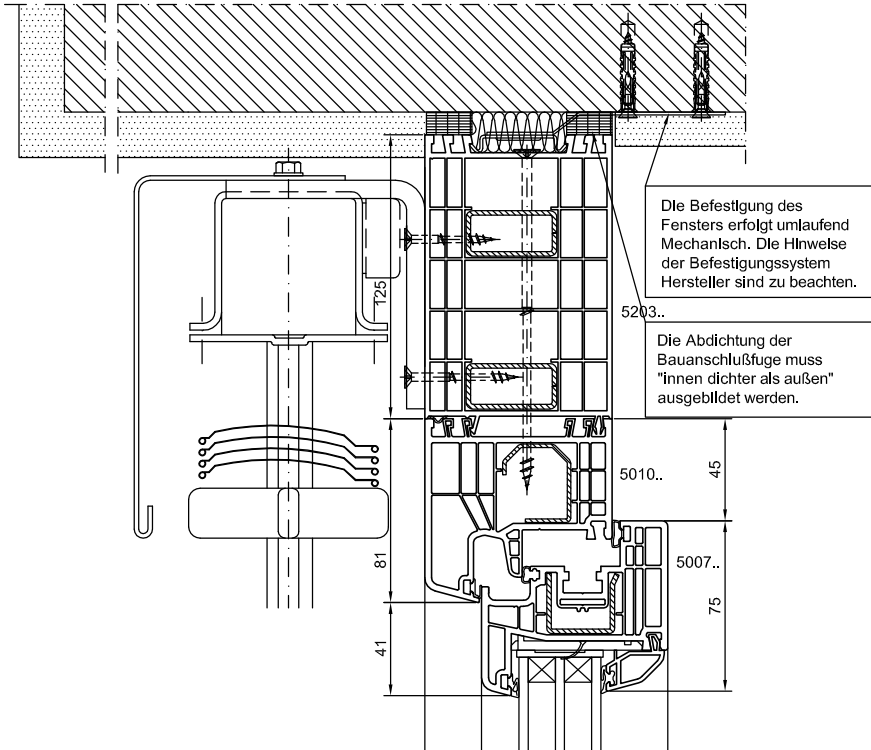 Die Befestigung des
Fensters erfolgt umlaufend
Mechanisch. Die Hinweise
der Befestigungssystem
Hersteller sind zu beachten.
125
5203..
Die Abdichtung der
Bauanschlußfuge muss
"innen dichter als außen"
ausgebildet werden.
5010..
45
81
5007..
75
41